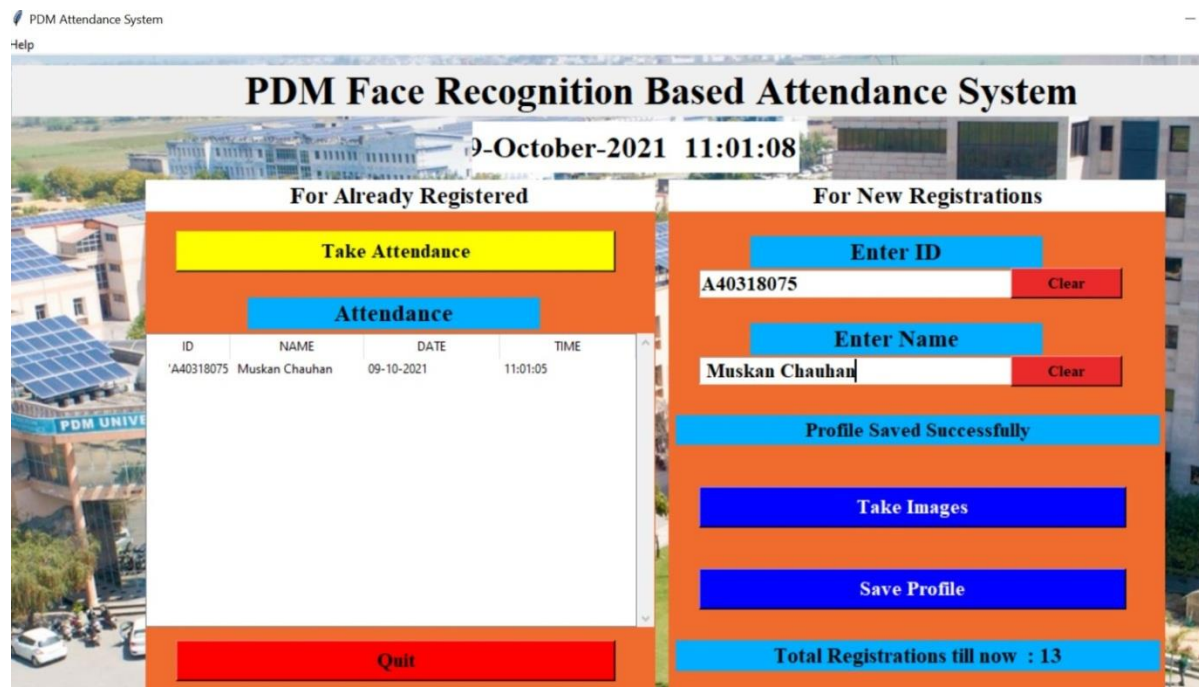 PDM Attendance System
Help
PDM Face Recognition Based Attendance System
9-October-2021 11:01:08
For Already Registered
Take Attendance
Attendance
ID NAME DATE TIME
'A40318075 Muskan Chauhan 09-10-2021 11:01:05
Quit
For New Registrations
Enter ID
A40318075 Clear
Enter Name
Muskan Chauhan Clear
Profile Saved Successfully
Take Images
Save Profile
Total Registrations till now : 13
PDM UNIVE